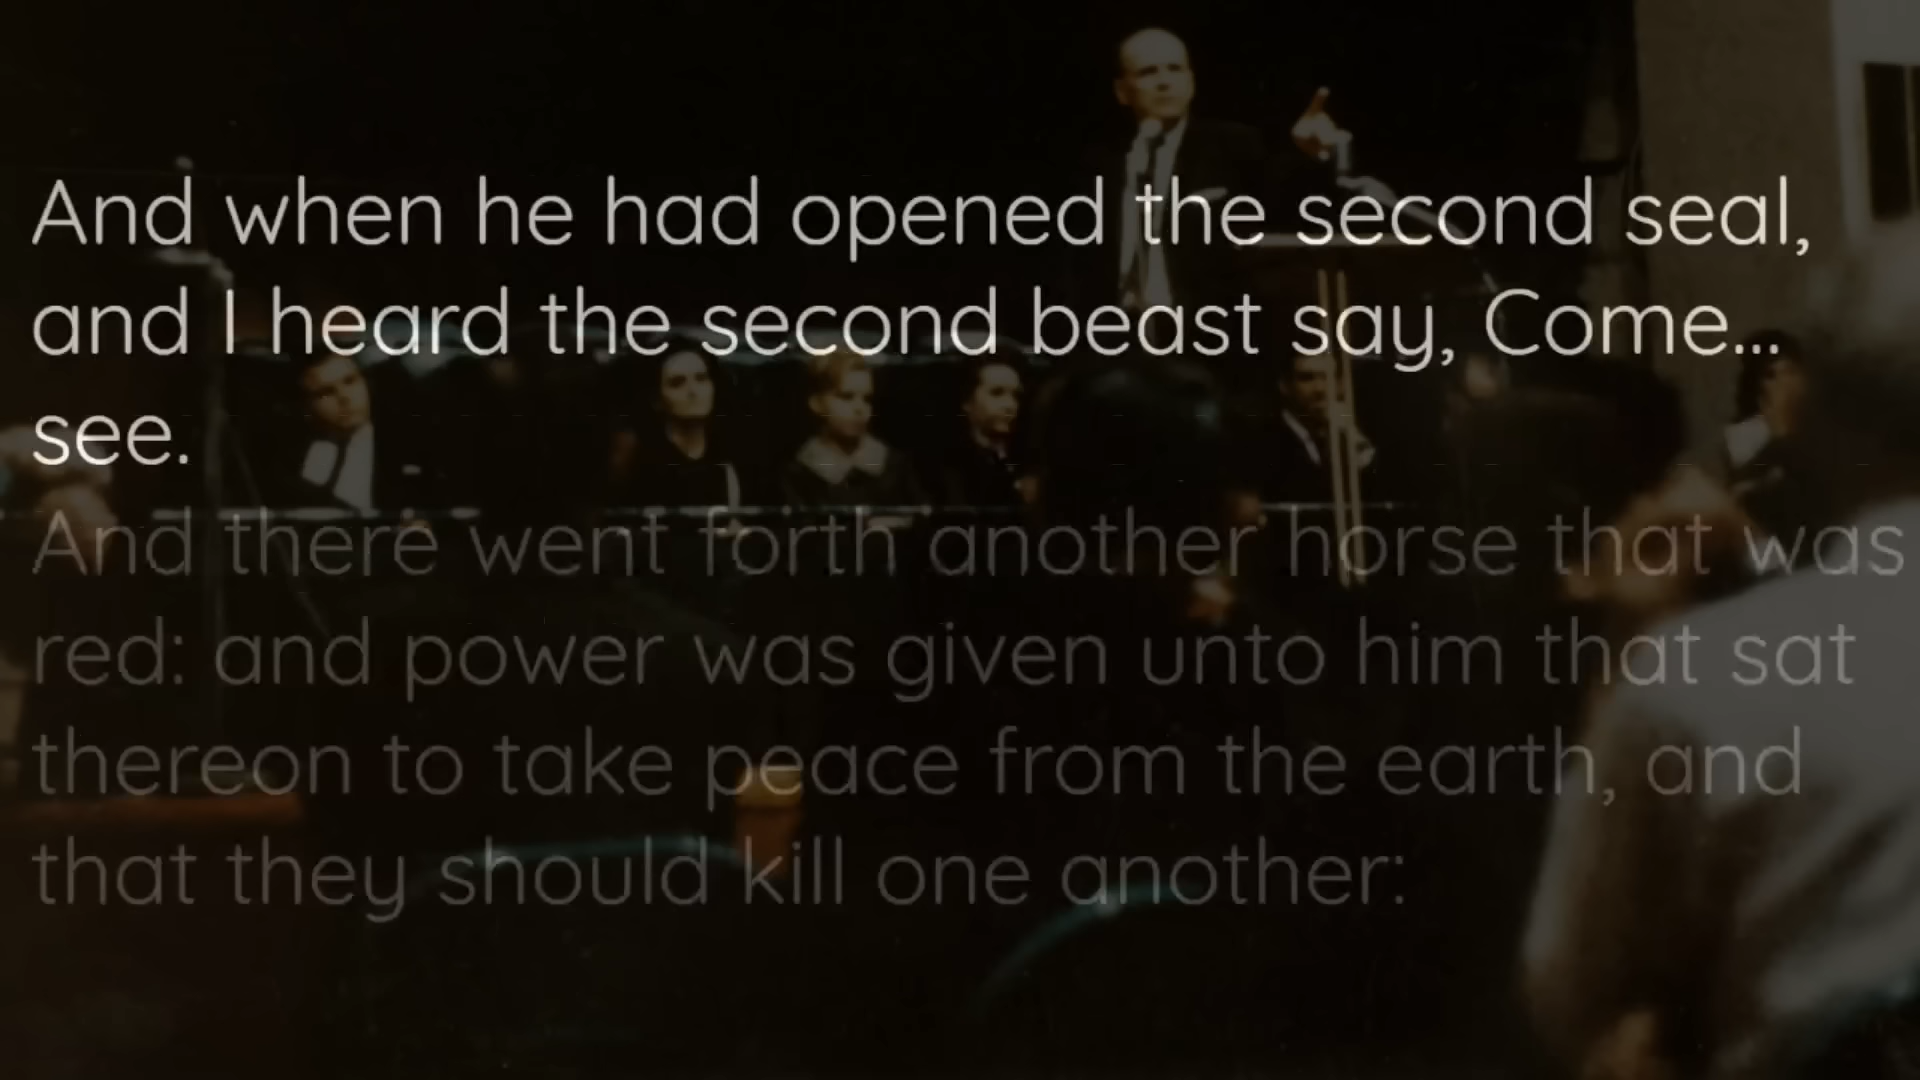 And when he had opened the second seal,
and I heard the second beast say, Come...
see.
And there went forth another horse that was
red: and power was given unto him that sat
thereon to take peace from the earth, and
that they should kill one another: